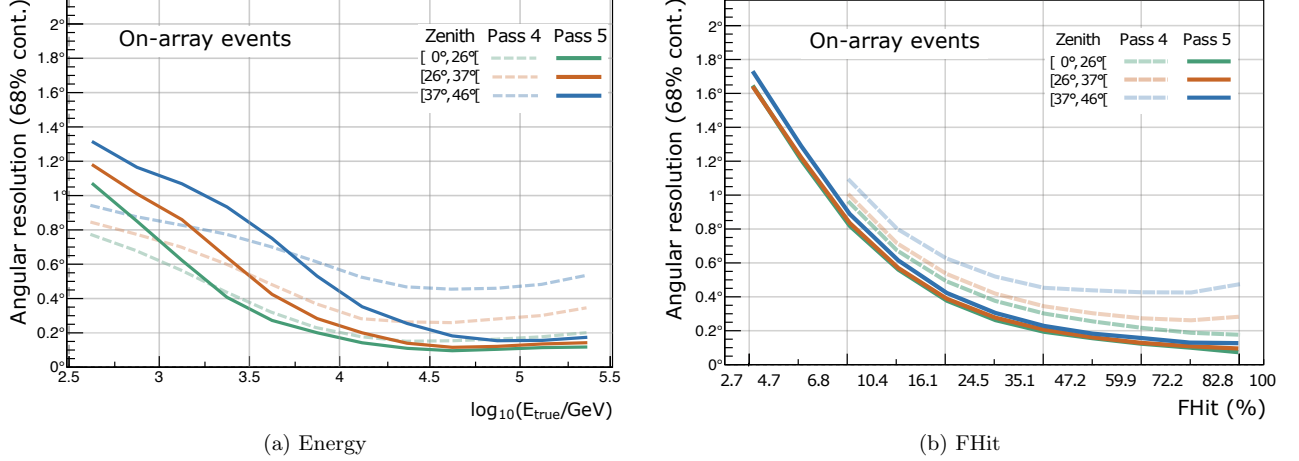 On-array events
Zenith Pass 4 Pass 5
[ 0°,26°[
[26°,37°[
[37°,46°[
Angular resolution (68% cont.)
2°
1.8°
1.6°
1.4°
1.2°
1°
0.8°
0.6°
0.4°
0.2°
0°
2.5 3 3.5 4 4.5 5 5.5
log10(Etrue/GeV)
(a) Energy
On-array events
Zenith Pass 4 Pass 5
[ 0°,26°[
[26°,37°[
[37°,46°[
Angular resolution (68% cont.)
2°
1.8°
1.6°
1.4°
1.2°
1°
0.8°
0.6°
0.4°
0.2°
0°
2.7 4.7 6.8 10.4 16.1 24.5 35.1 47.2 59.9 72.2 82.8 100
FHit (%)
(b) FHit